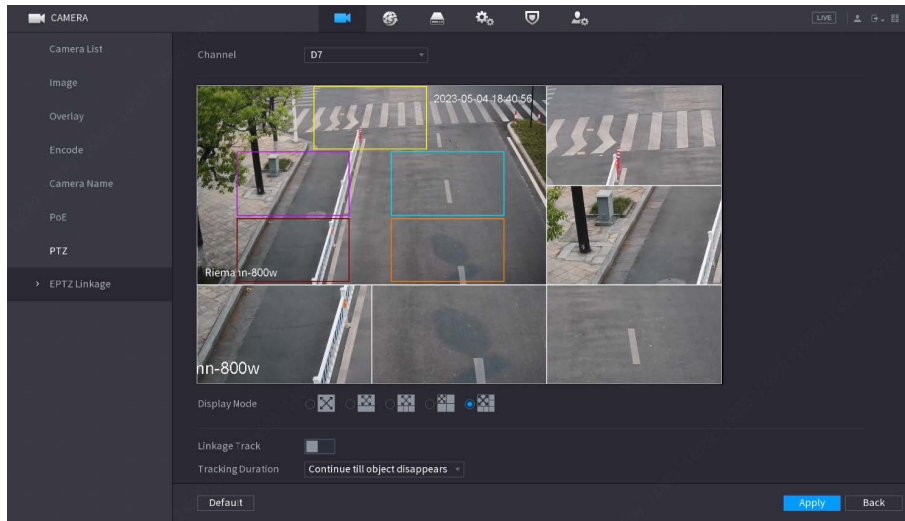 CAMERA
LIVE
Camera List
Image
Overlay
Encode
Camera Name
PoE
PTZ
EPTZ Linkage
Channel
D7
2023-05-04 18:40:56
Riemann-800w
nn-800w
Display Mode
Linkage Track
Tracking Duration
Continue till object disappears
Default
Apply
Back